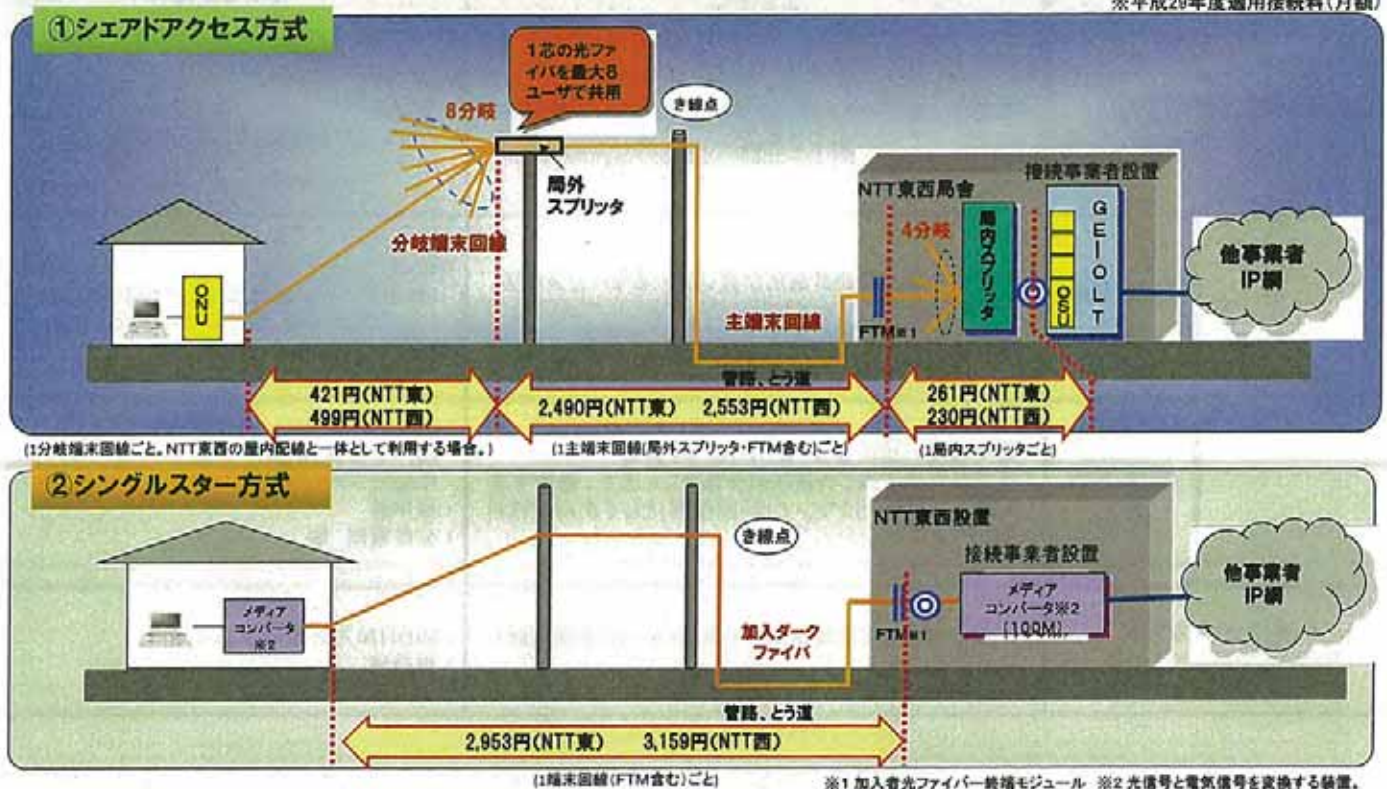 ※平成29年度適用接続料(月額)
①シェアドアクセス方式
1芯の光ファ
イバを最大8
ユーザで共用
8分岐
き線点
局外
スプリッタ
分岐端末回線
ONU
NTT東西局舎
接続事業者設置
4分岐
局内スプリッタ
GE-OLT
OSU
他事業者
IP網
主端末回線
FTM※1
管路、とう道
421円(NTT東)
499円(NTT西)
2,490円(NTT東) 2,553円(NTT西)
261円(NTT東)
230円(NTT西)
(1分岐端末回線ごと。NTT東西の屋内配線と一体として利用する場合。)
(1主端末回線(局外スプリッタ・FTM含む)ごと)
(1局内スプリッタごと)
②シングルスター方式
き線点
NTT東西設置
接続事業者設置
メディア
コンバータ
※2
メディア
コンバータ※2
(100M)
他事業者
IP網
加入ダーク
ファイバ
FTM※1
管路、とう道
2,953円(NTT東) 3,159円(NTT西)
(1端末回線(FTM含む)ごと)
※1 加入者光ファイバー終端モジュール ※2 光信号と電気信号を変換する装置。